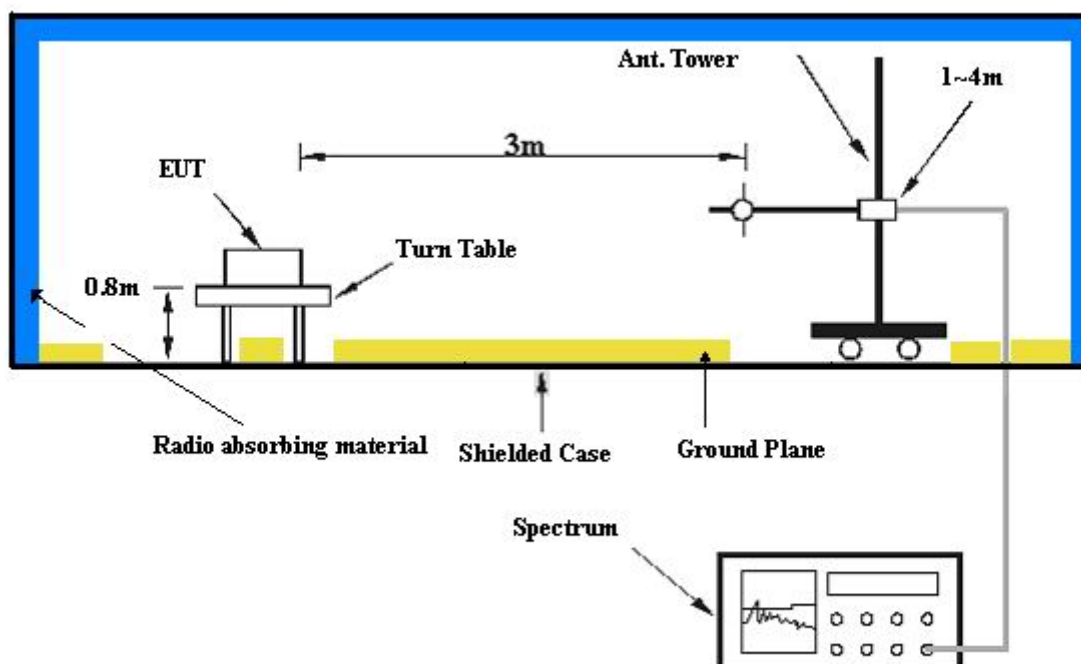 Ant. Tower
1~4m
3m
EUT
Turn Table
0.8m
Radio absorbing material
Shielded Case
Ground Plane
Spectrum